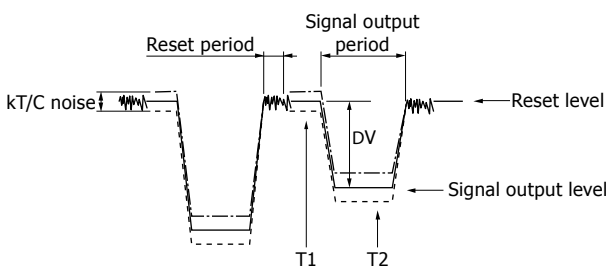 Signal output
period
Reset period
kT/C noise
Reset level
DV
Signal output level
T1
T2